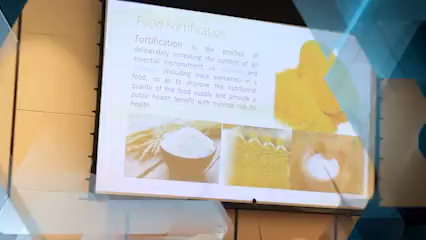 Food Fortification
Fortification is the practice of
deliberately increasing the content of an
essential micronutrient, i.e. vitamins and
(including trace elements) in a
food, so as to improve the nutritional
quality of the food supply and provide a
public health benefit with minimal risk to
health.